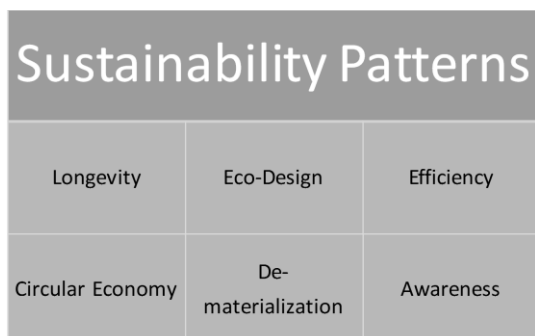 Sustainability Patterns
Longevity
Eco-Design
Efficiency
Circular Economy
De-
materialization
Awareness